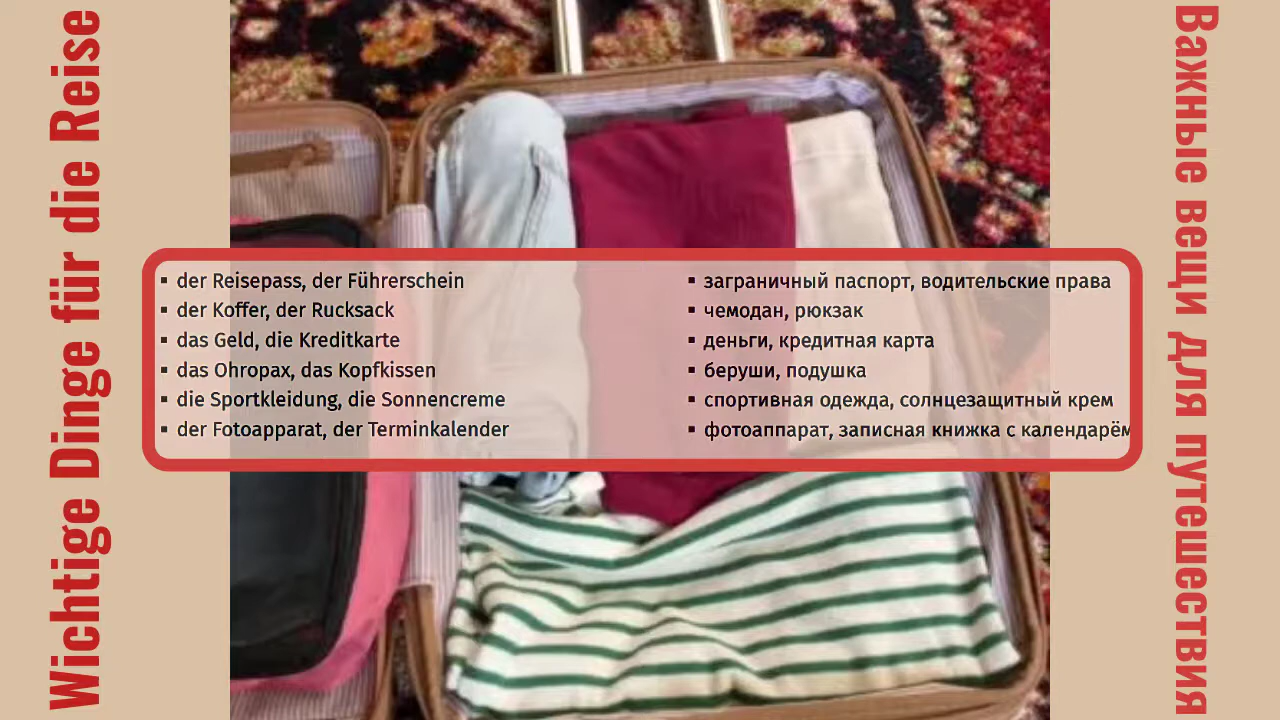 Wichtige Dinge für die Reise
▪ der Reisepass, der Führerschein
▪ der Koffer, der Rucksack
▪ das Geld, die Kreditkarte
▪ das Ohropax, das Kopfkissen
▪ die Sportkleidung, die Sonnencreme
▪ der Fotoapparat, der Terminkalender
▪ заграничный паспорт, водительские права
▪ чемодан, рюкзак
▪ деньги, кредитная карта
▪ беруши, подушка
▪ спортивная одежда, солнцезащитный крем
▪ фотоаппарат, записная книжка с календарём
Важные вещи для путешествия